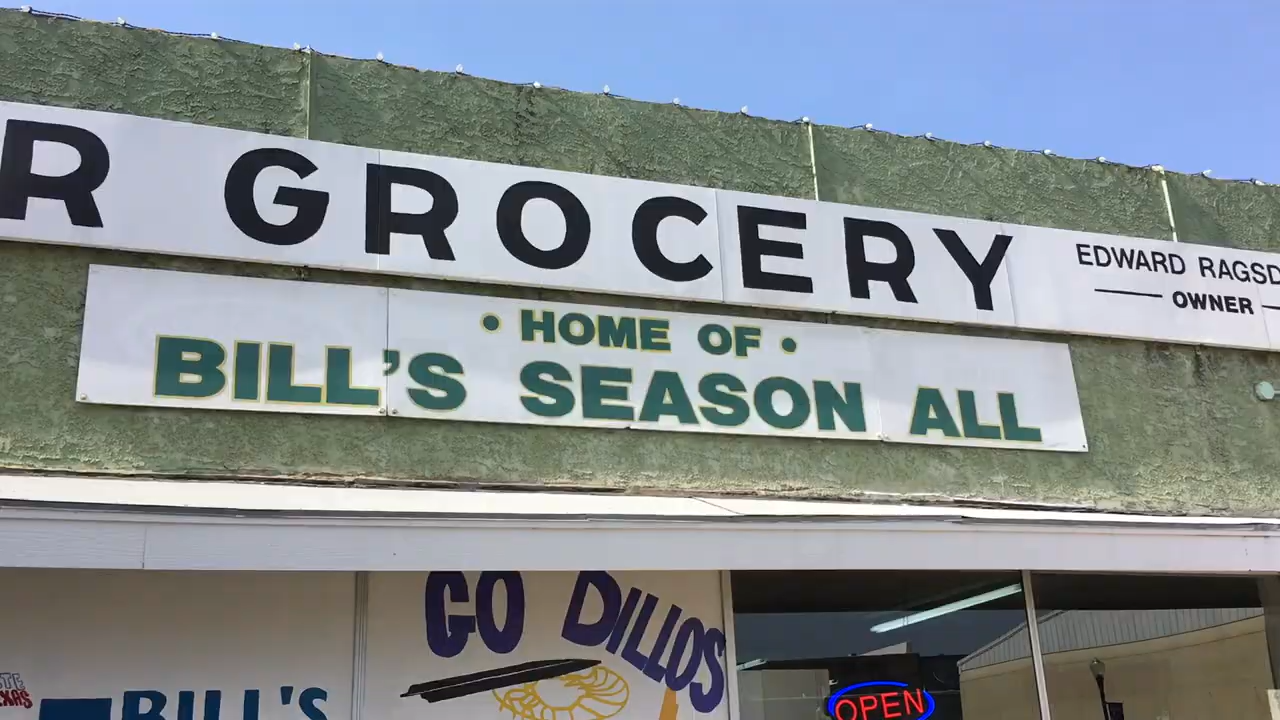 R GROCERY
EDWARD RAGSD
OWNER
• HOME OF •
BILL'S SEASON ALL
GO DILLOS
BILL'S
OPEN